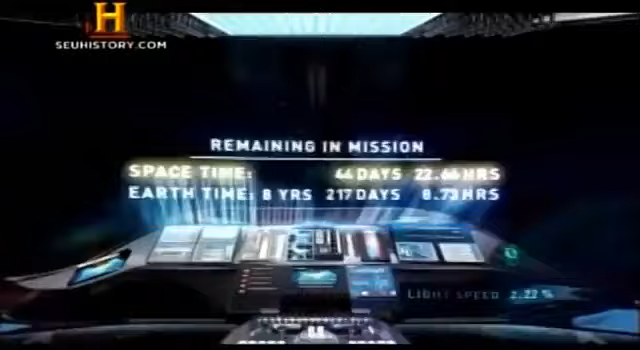 H
SEUHISTORY.COM
REMAINING IN MISSION
SPACE TIME: 44 DAYS 22.66 HRS
EARTH TIME: 8 YRS 217 DAYS 8.73 HRS
LIGHT SPEED 2.22 %